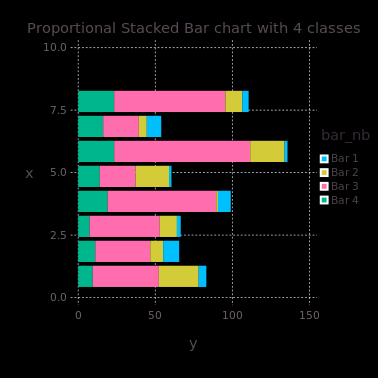 Proportional Stacked Bar chart with 4 classes
10.0
7.5
5.0
2.5
0.0
x
0 50 100 150
y
bar_nb
Bar 1
Bar 2
Bar 3
Bar 4